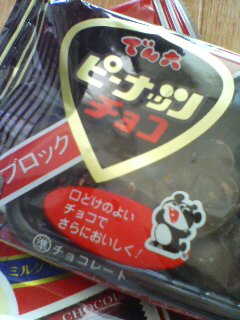 でん六
ピーナッツ
チョコ
ブロック
口どけのよい
チョコで
さらにおいしく!
準チョコレート
ミルク
CHOCOL